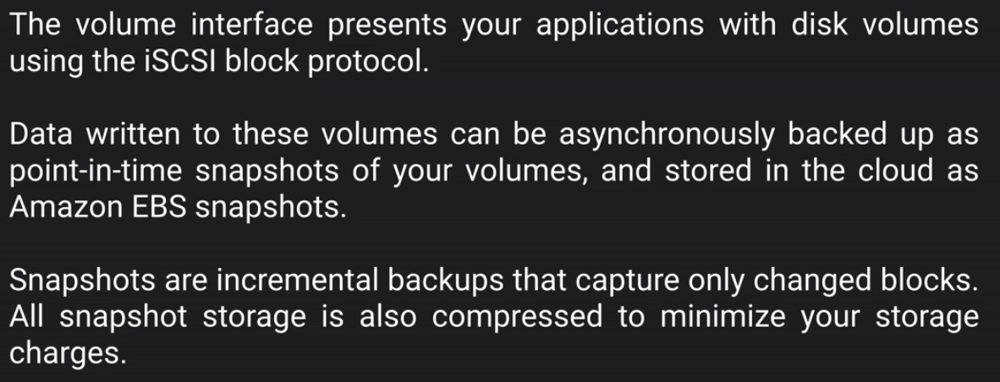 The volume interface presents your applications with disk volumes
using the iSCSI block protocol.
Data written to these volumes can be asynchronously backed up as
point-in-time snapshots of your volumes, and stored in the cloud as
Amazon EBS snapshots.
Snapshots are incremental backups that capture only changed blocks.
All snapshot storage is also compressed to minimize your storage
charges.